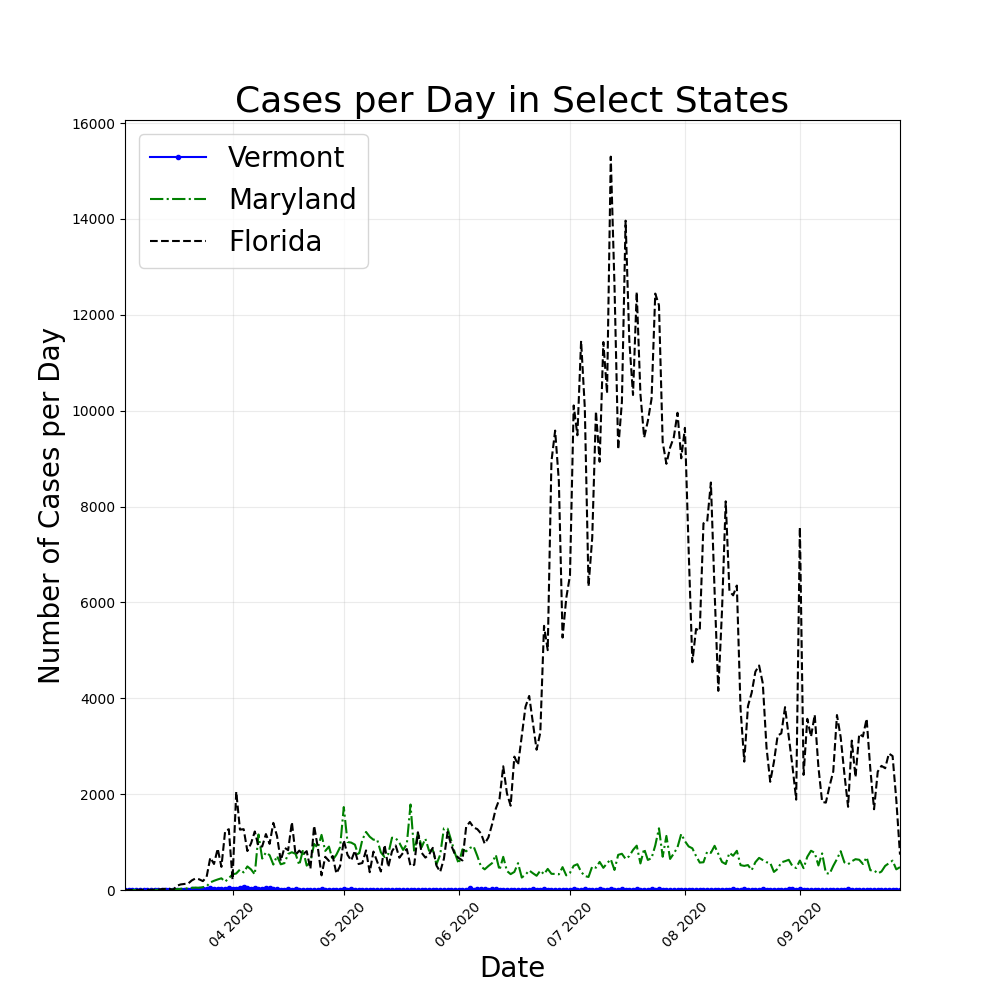 Cases per Day in Select States
Vermont
Maryland
Florida
Number of Cases per Day
16000
14000
12000
10000
8000
6000
4000
2000
0
04 2020
05 2020
06 2020
07 2020
08 2020
09 2020
Date